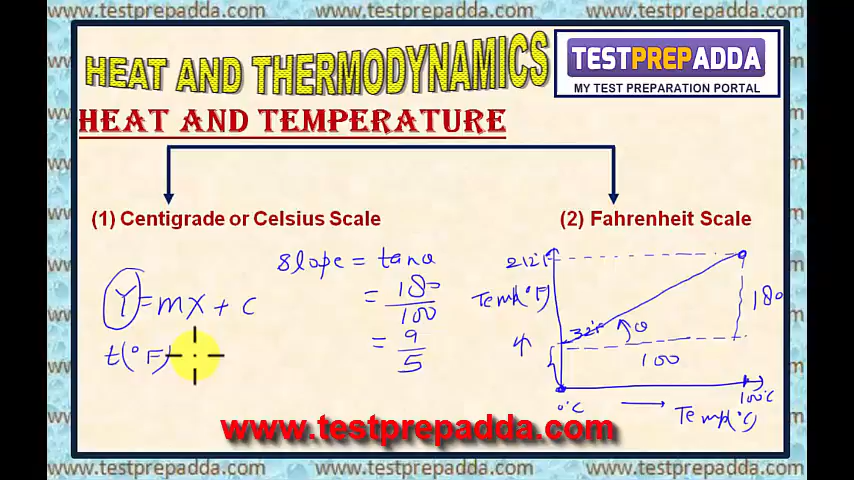 www.testprepadda.com www.testprepadda.com www.testprepadda.com
HEAT AND THERMODYNAMICS
TESTPREPADDA
MY TEST PREPARATION PORTAL
HEAT AND TEMPERATURE
(1) Centigrade or Celsius Scale
(2) Fahrenheit Scale
Slope = tanθ
= 180/100
= 9/5
Y = mX + c
t(°F)
212°F
Temp(°F)
32°F
θ
180
100
0°C
100°C
Temp(°C)
www.testprepadda.com
www.testprepadda.com www.testprepadda.com www.testprepadda.com